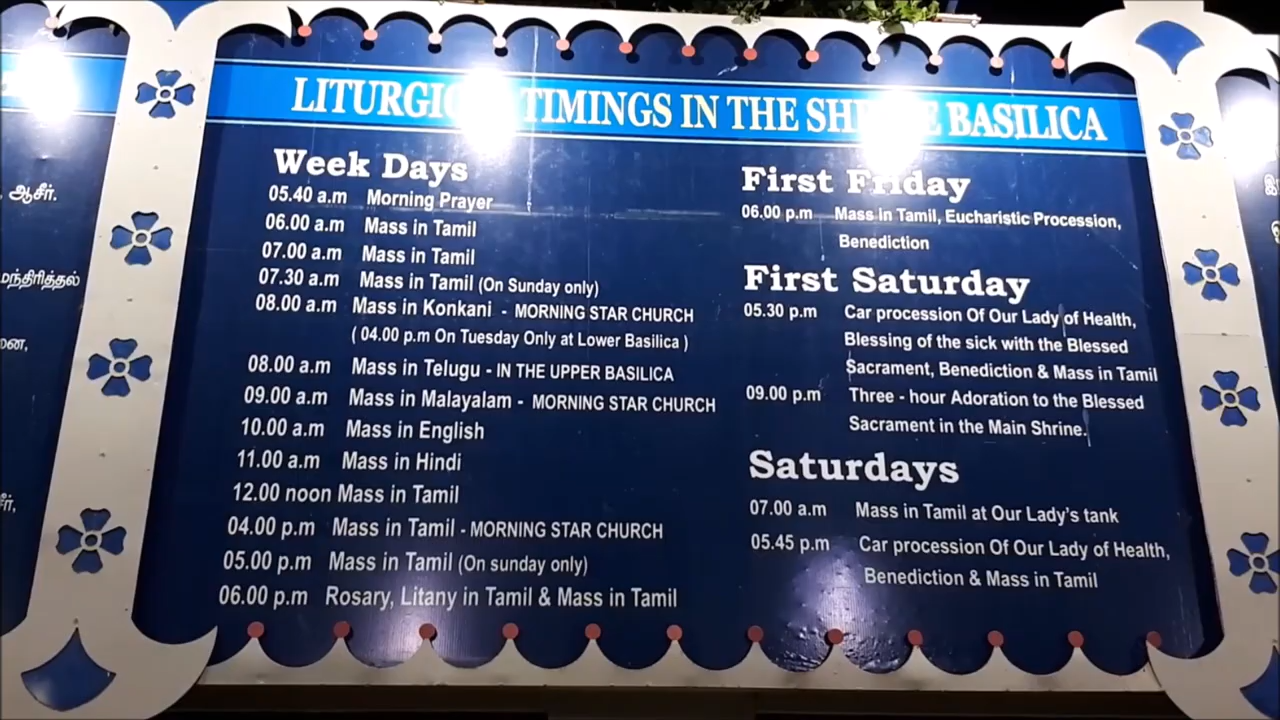 LITURGICAL TIMINGS IN THE SHRINE BASILICA
Week Days
05.40 a.m Morning Prayer
06.00 a.m Mass in Tamil
07.00 a.m Mass in Tamil
07.30 a.m Mass in Tamil (On Sunday only)
08.00 a.m Mass in Konkani - MORNING STAR CHURCH
( 04.00 p.m On Tuesday Only at Lower Basilica )
08.00 a.m Mass in Telugu - IN THE UPPER BASILICA
09.00 a.m Mass in Malayalam - MORNING STAR CHURCH
10.00 a.m Mass in English
11.00 a.m Mass in Hindi
12.00 noon Mass in Tamil
04.00 p.m Mass in Tamil - MORNING STAR CHURCH
05.00 p.m Mass in Tamil (On sunday only)
06.00 p.m Rosary, Litany in Tamil & Mass in Tamil
First Friday
06.00 p.m Mass in Tamil, Eucharistic Procession,
Benediction
First Saturday
05.30 p.m Car procession Of Our Lady of Health,
Blessing of the sick with the Blessed
Sacrament, Benediction & Mass in Tamil
09.00 p.m Three - hour Adoration to the Blessed
Sacrament in the Main Shrine.
Saturdays
07.00 a.m Mass in Tamil at Our Lady's tank
05.45 p.m Car procession Of Our Lady of Health,
Benediction & Mass in Tamil
ஆசீர்.